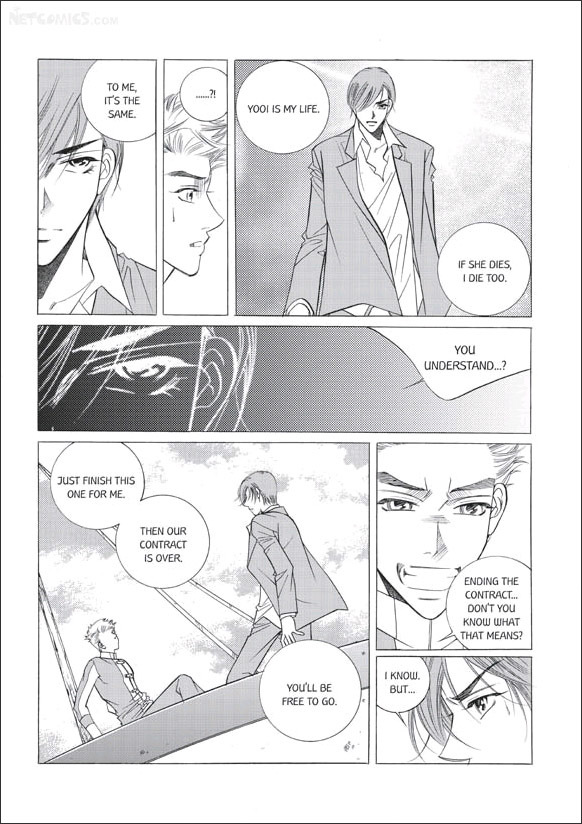 NETCOMICS.COM
TO ME,
IT'S THE
SAME.
......?!
YOOI IS MY LIFE.
IF SHE DIES,
I DIE TOO.
YOU
UNDERSTAND...?
JUST FINISH THIS
ONE FOR ME.
THEN OUR
CONTRACT
IS OVER.
YOU'LL BE
FREE TO GO.
ENDING THE
CONTRACT...
DON'T YOU
KNOW WHAT
THAT MEANS?
I KNOW.
BUT...